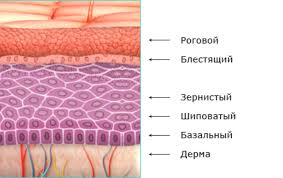 Роговой
Блестящий
Зернистый
Шиповатый
Базальный
Дерма